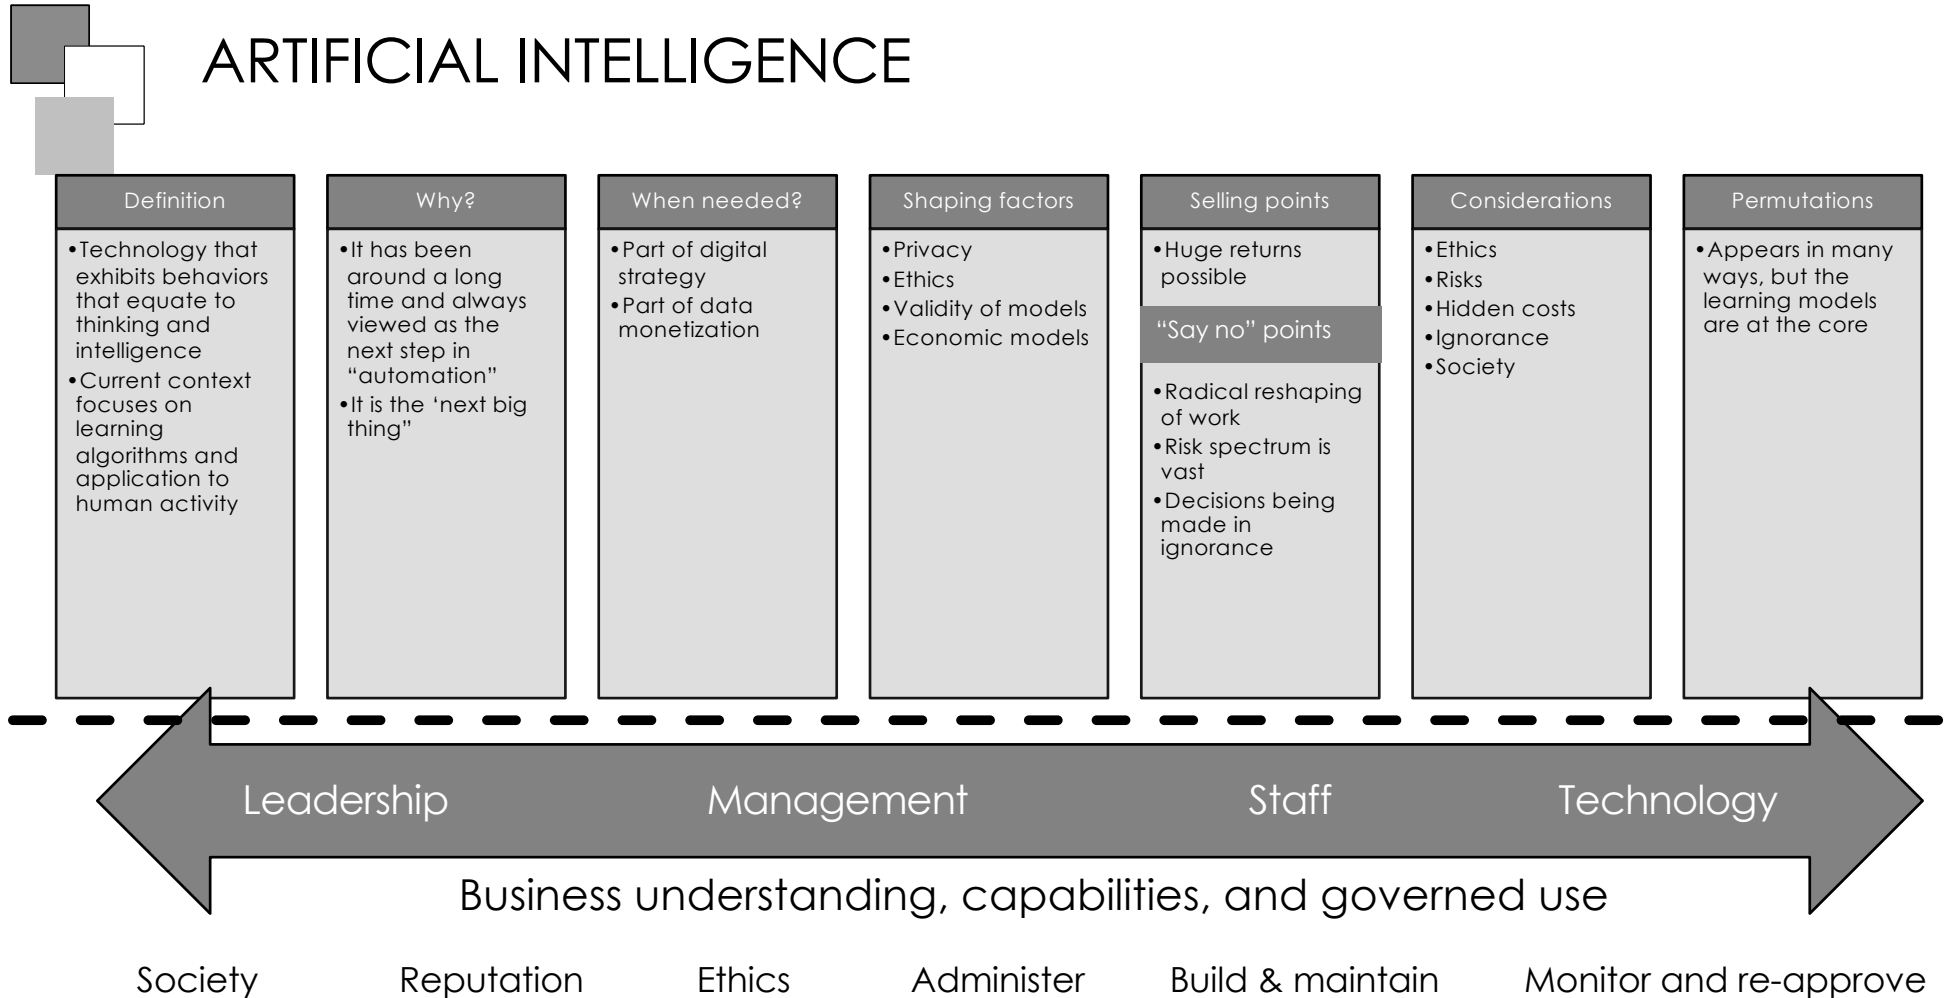 ARTIFICIAL INTELLIGENCE
Definition
•Technology that
exhibits behaviors
that equate to
thinking and
intelligence
•Current context
focuses on
learning
algorithms and
application to
human activity
Why?
•It has been
around a long
time and always
viewed as the
next step in
“automation”
•It is the ‘next big
thing”
When needed?
•Part of digital
strategy
•Part of data
monetization
Shaping factors
•Privacy
•Ethics
•Validity of models
•Economic models
Selling points
•Huge returns
possible
“Say no” points
•Radical reshaping
of work
•Risk spectrum is
vast
•Decisions being
made in
ignorance
Considerations
•Ethics
•Risks
•Hidden costs
•Ignorance
•Society
Permutations
•Appears in many
ways, but the
learning models
are at the core
Leadership Management Staff Technology
Business understanding, capabilities, and governed use
Society Reputation Ethics Administer Build & maintain Monitor and re-approve